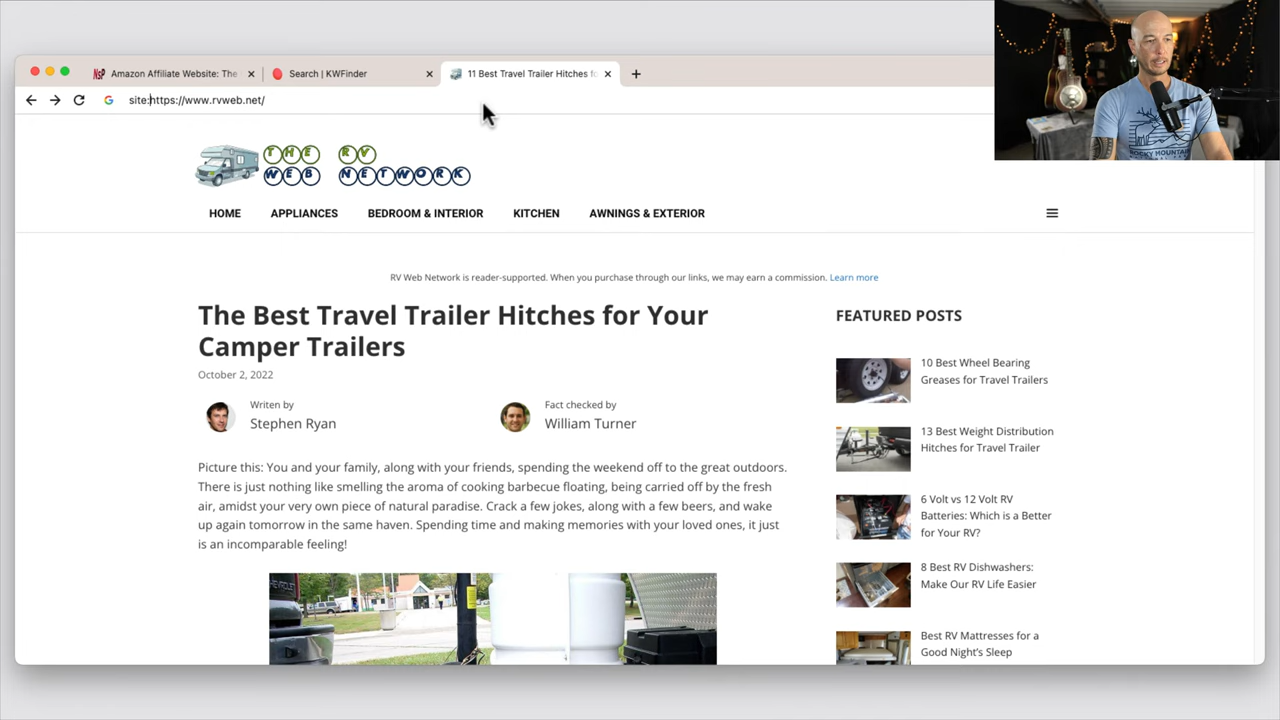 Amazon Affiliate Website: The
Search | KWFinder
11 Best Travel Trailer Hitches fo
site:https://www.rvweb.net/
THE RV
WEB NETWORK
HOME
APPLIANCES
BEDROOM & INTERIOR
KITCHEN
AWNINGS & EXTERIOR
RV Web Network is reader-supported. When you purchase through our links, we may earn a commission. Learn more
The Best Travel Trailer Hitches for Your
Camper Trailers
October 2, 2022
Writen by
Stephen Ryan
Fact checked by
William Turner
Picture this: You and your family, along with your friends, spending the weekend off to the great outdoors.
There is just nothing like smelling the aroma of cooking barbecue floating, being carried off by the fresh
air, amidst your very own piece of natural paradise. Crack a few jokes, along with a few beers, and wake
up again tomorrow in the same haven. Spending time and making memories with your loved ones, it just
is an incomparable feeling!
FEATURED POSTS
10 Best Wheel Bearing
Greases for Travel Trailers
13 Best Weight Distribution
Hitches for Travel Trailer
6 Volt vs 12 Volt RV
Batteries: Which is a Better
for Your RV?
8 Best RV Dishwashers:
Make Our RV Life Easier
Best RV Mattresses for a
Good Night's Sleep
ROCKY MOUNTAIN